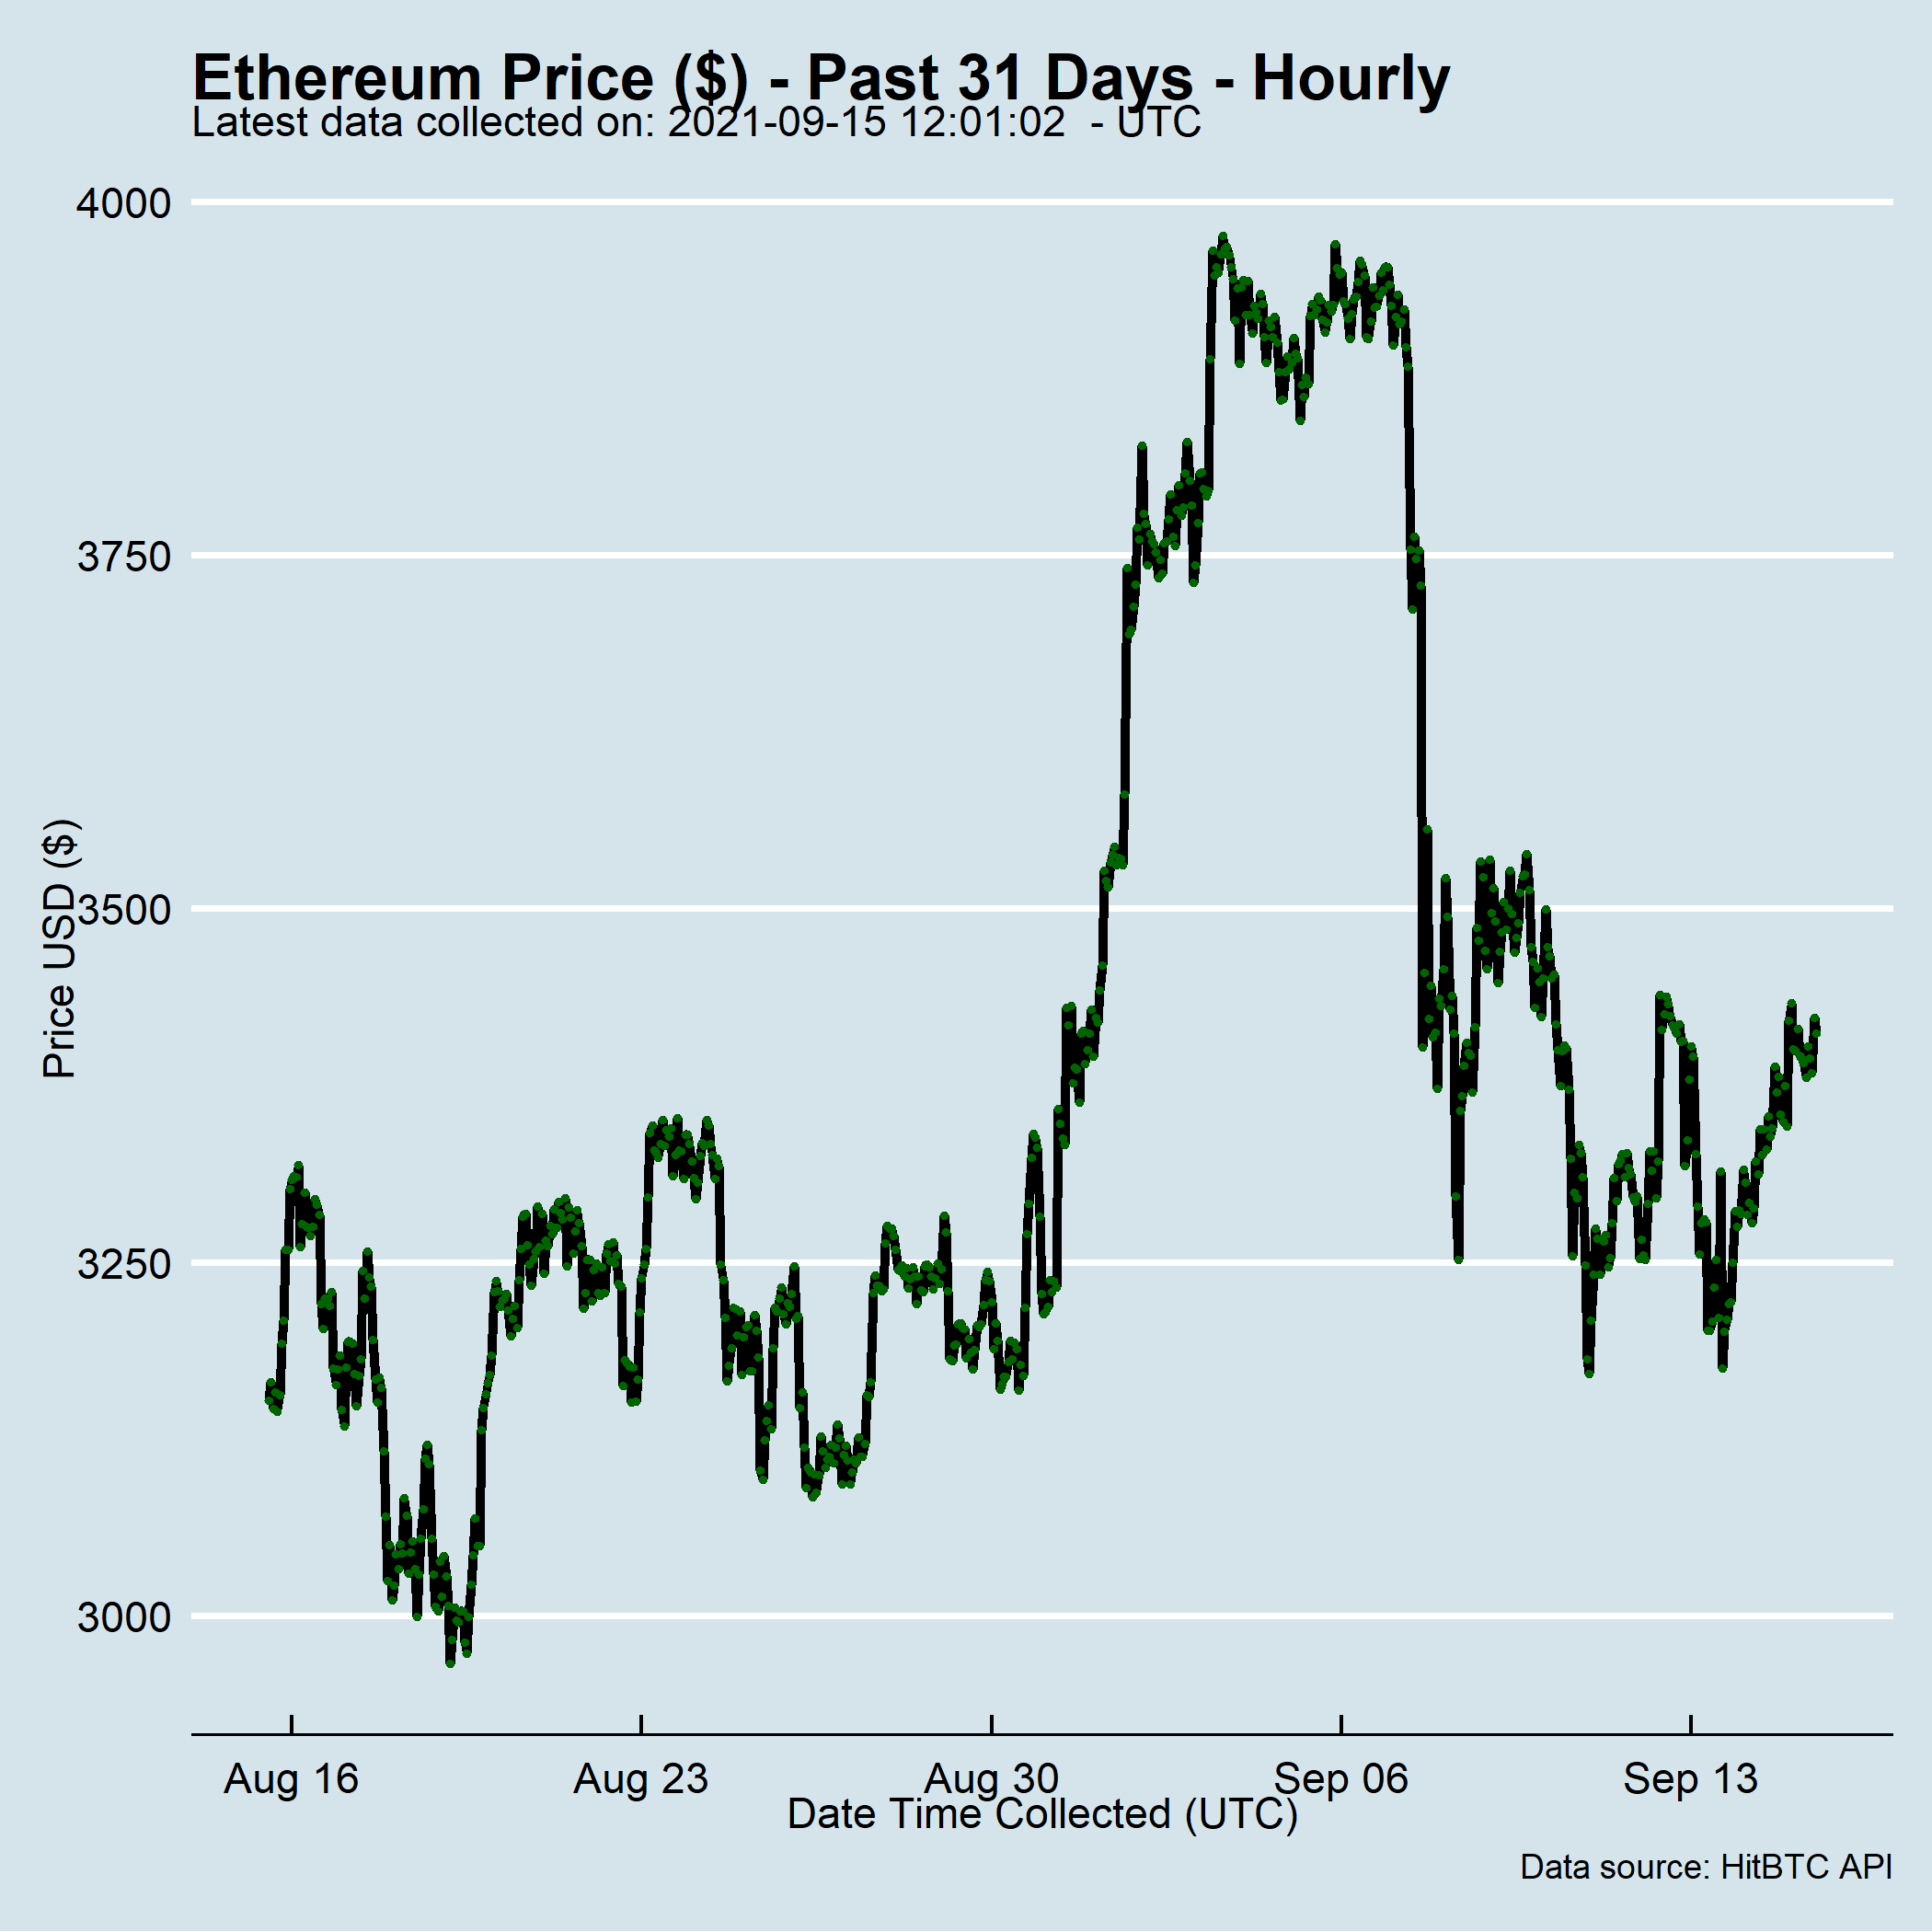 Ethereum Price ($) - Past 31 Days - Hourly
Latest data collected on: 2021-09-15 12:01:02  - UTC
4000
3750
3500
3250
3000
Price USD ($)
Aug 16 Aug 23 Aug 30 Sep 06 Sep 13
Date Time Collected (UTC)
Data source: HitBTC API